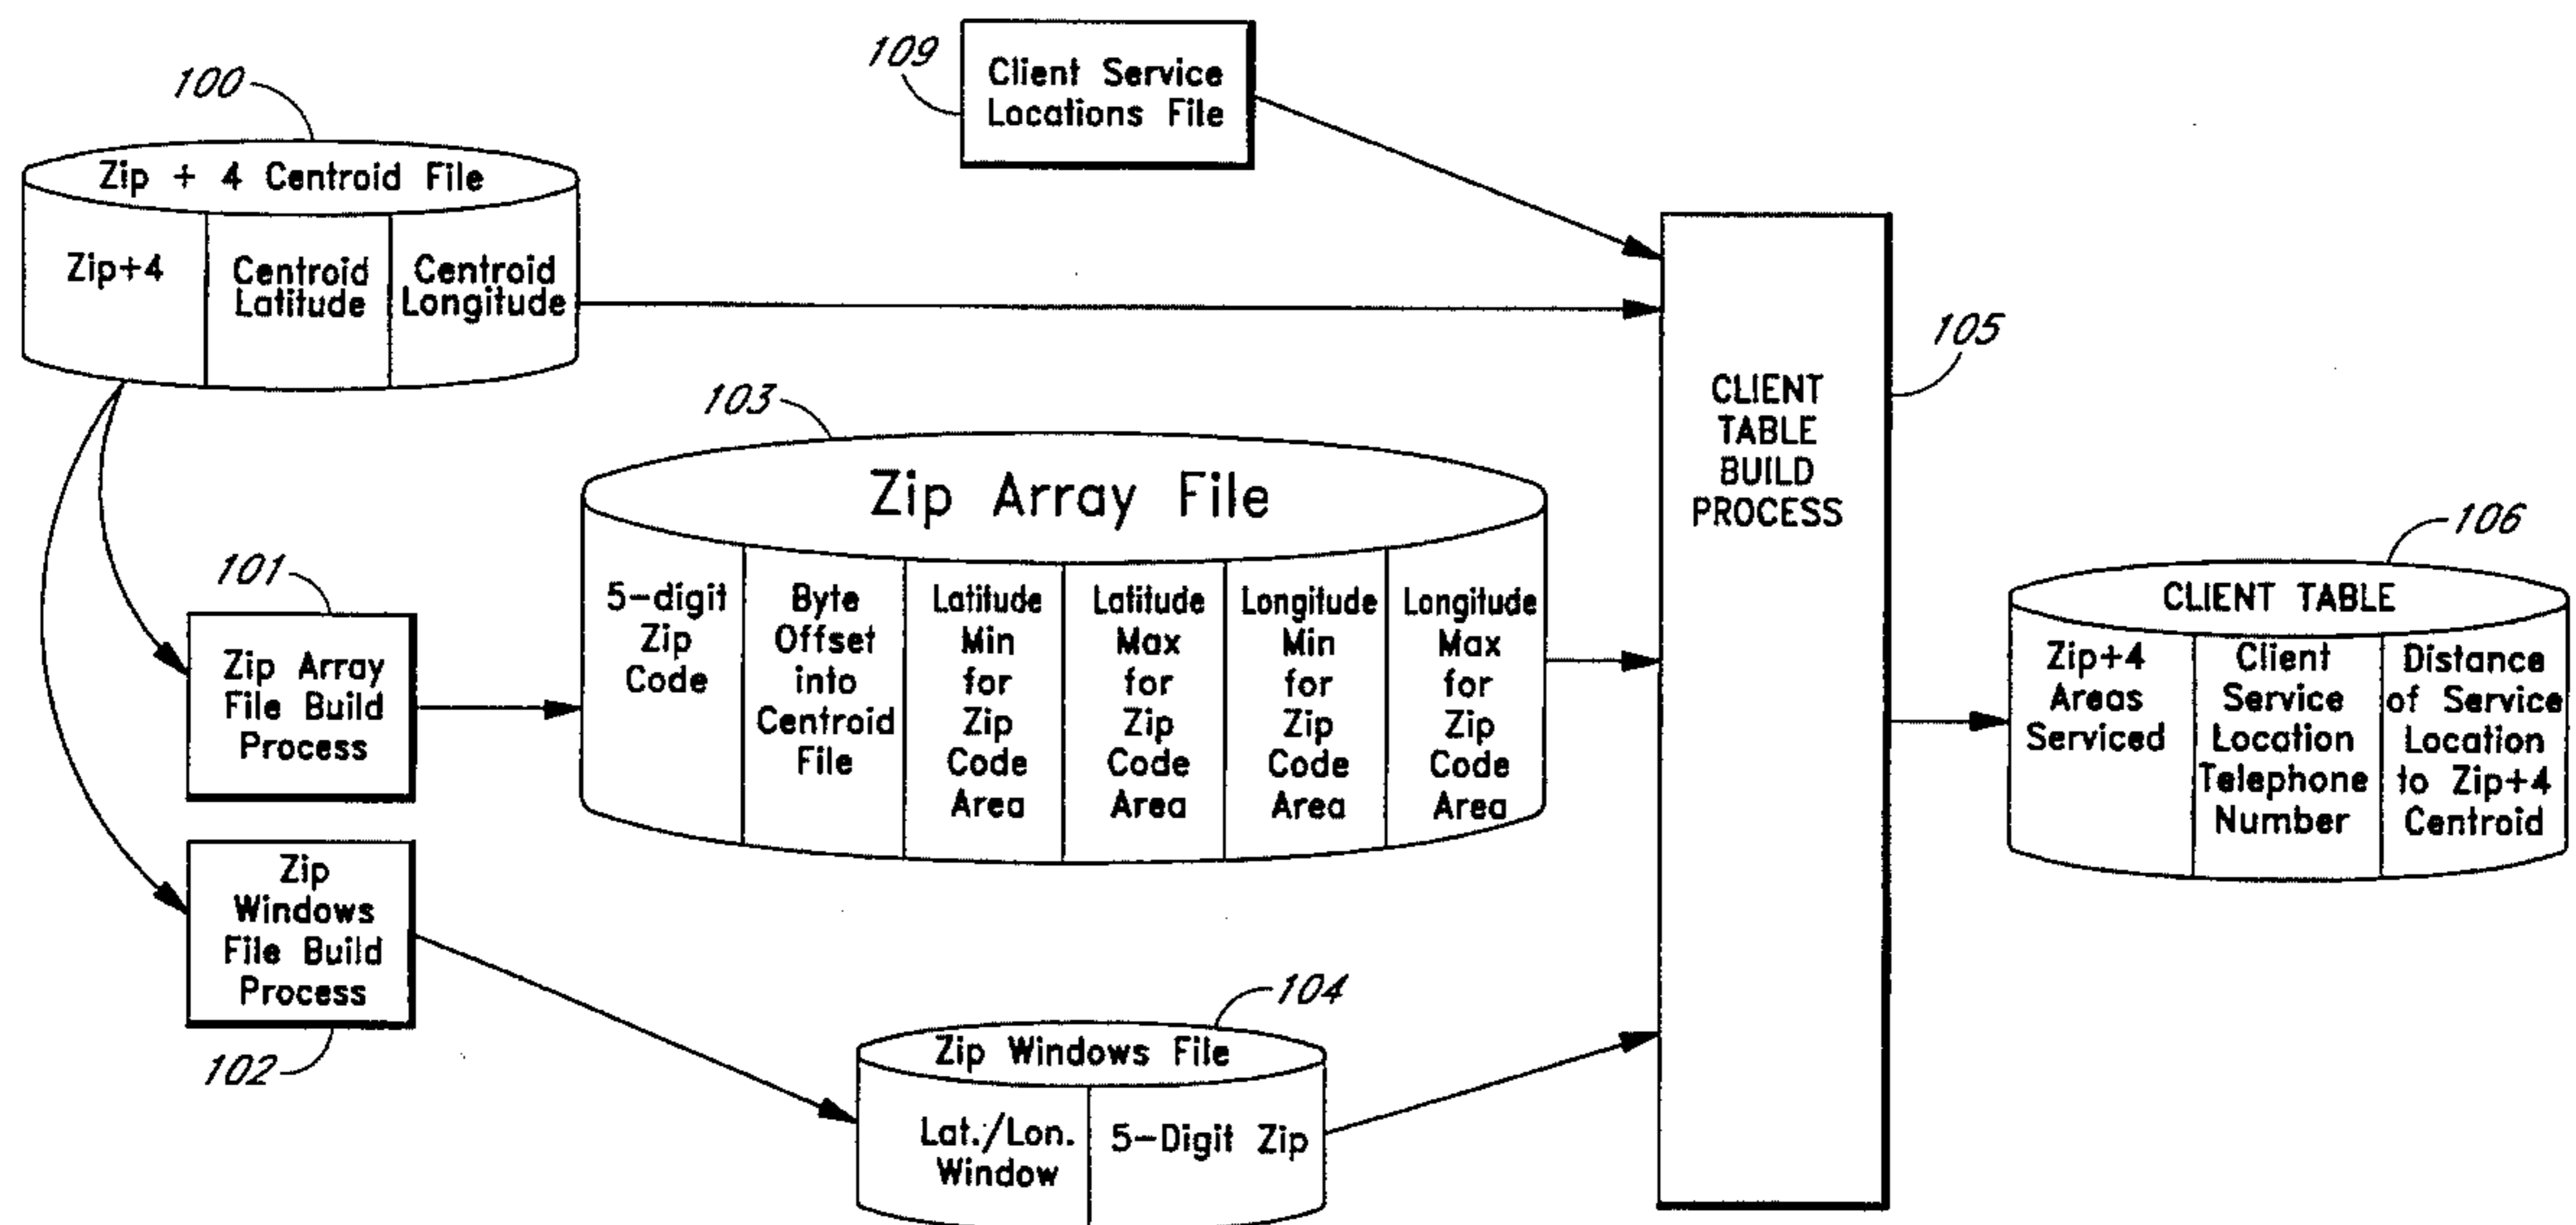 100
Zip + 4 Centroid File
Zip+4
Centroid
Latitude
Centroid
Longitude
109
Client Service
Locations File
103
Zip Array File
5-digit
Zip
Code
Byte
Offset
into
Centroid
File
Latitude
Min
for
Zip
Code
Area
Latitude
Max
for
Zip
Code
Area
Longitude
Min
for
Zip
Code
Area
Longitude
Max
for
Zip
Code
Area
101
Zip Array
File Build
Process
Zip
Windows
File Build
Process
102
104
Zip Windows File
Lat./Lon.
Window
5-Digit Zip
105
CLIENT
TABLE
BUILD
PROCESS
106
CLIENT TABLE
Zip+4
Areas
Serviced
Client
Service
Location
Telephone
Number
Distance
of Service
Location
to Zip+4
Centroid